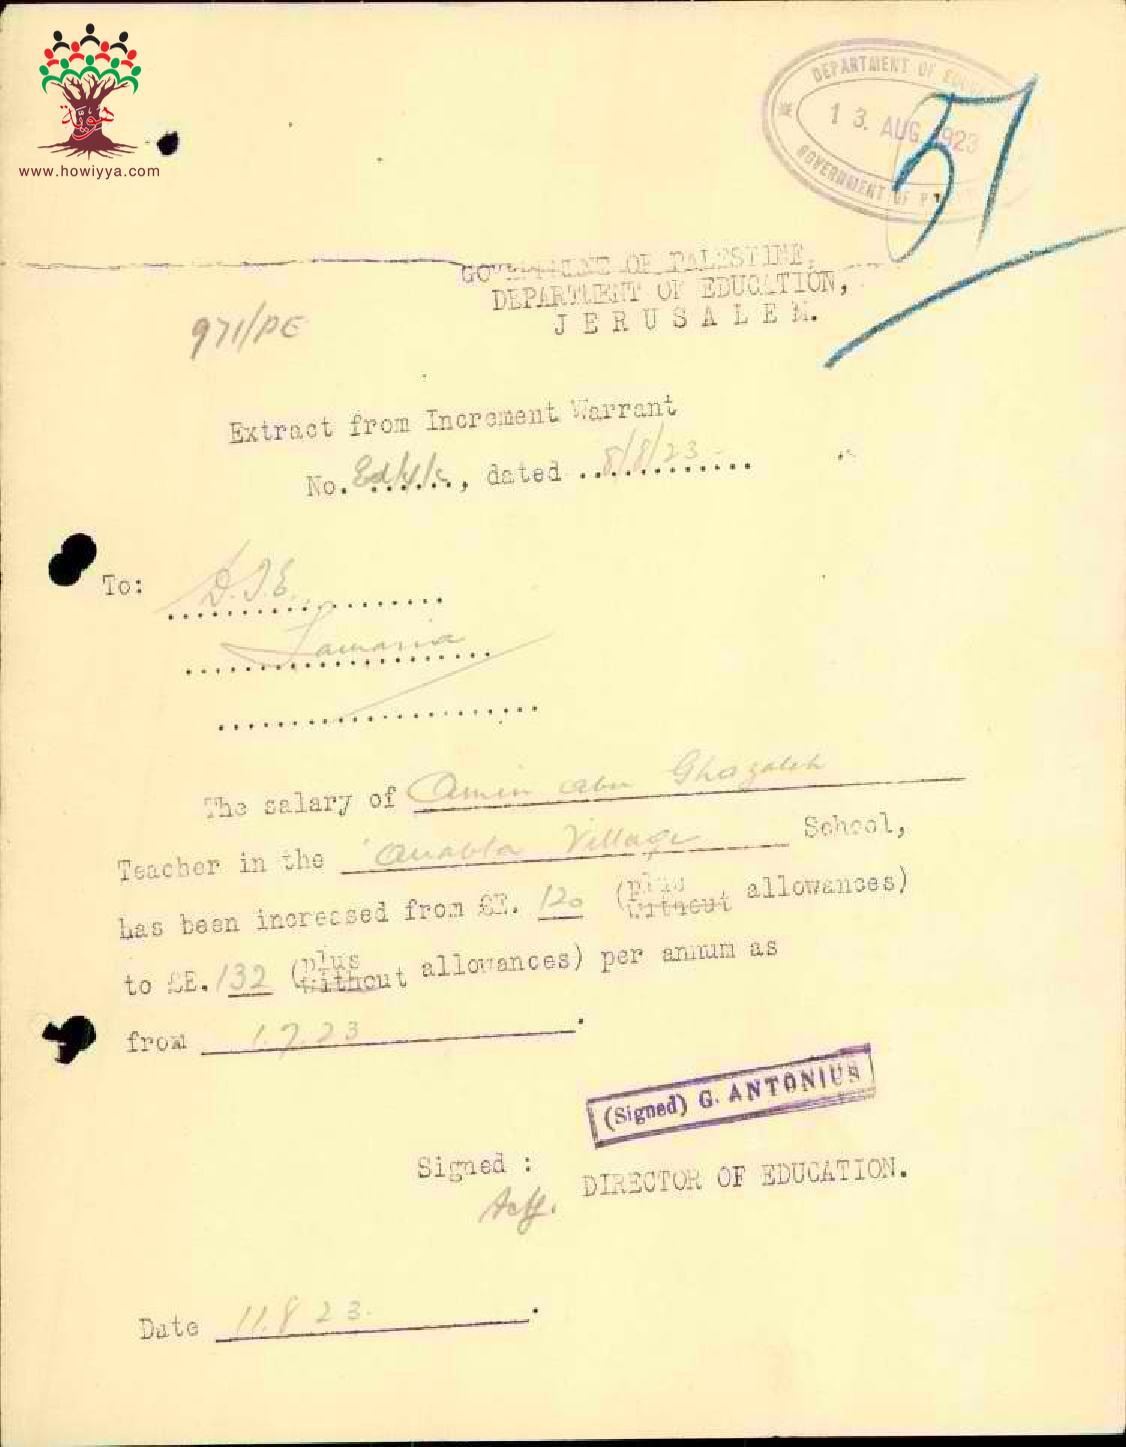 هوية
www.howiyya.com
DEPARTMENT OF
13. AUG. 1923
GOVERNMENT OF
57
GOVERNMENT OF PALESTINE,
DEPARTMENT OF EDUCATION,
JERUSALEM.
971/PE
Extract from Increment Warrant
No. Ed/4/c, dated 8/8/23
To: D.I.E.
Samaria
The salary of Amin abu Ghazaleh
Teacher in the 'Anabta Village School,
has been increased from £E. 120 (plus without allowances)
to £E. 132 (plus without allowances) per annum as
from 1.7.23.
(Signed) G. ANTONIUS
Signed :
DIRECTOR OF EDUCATION.
Date 11.8.23.